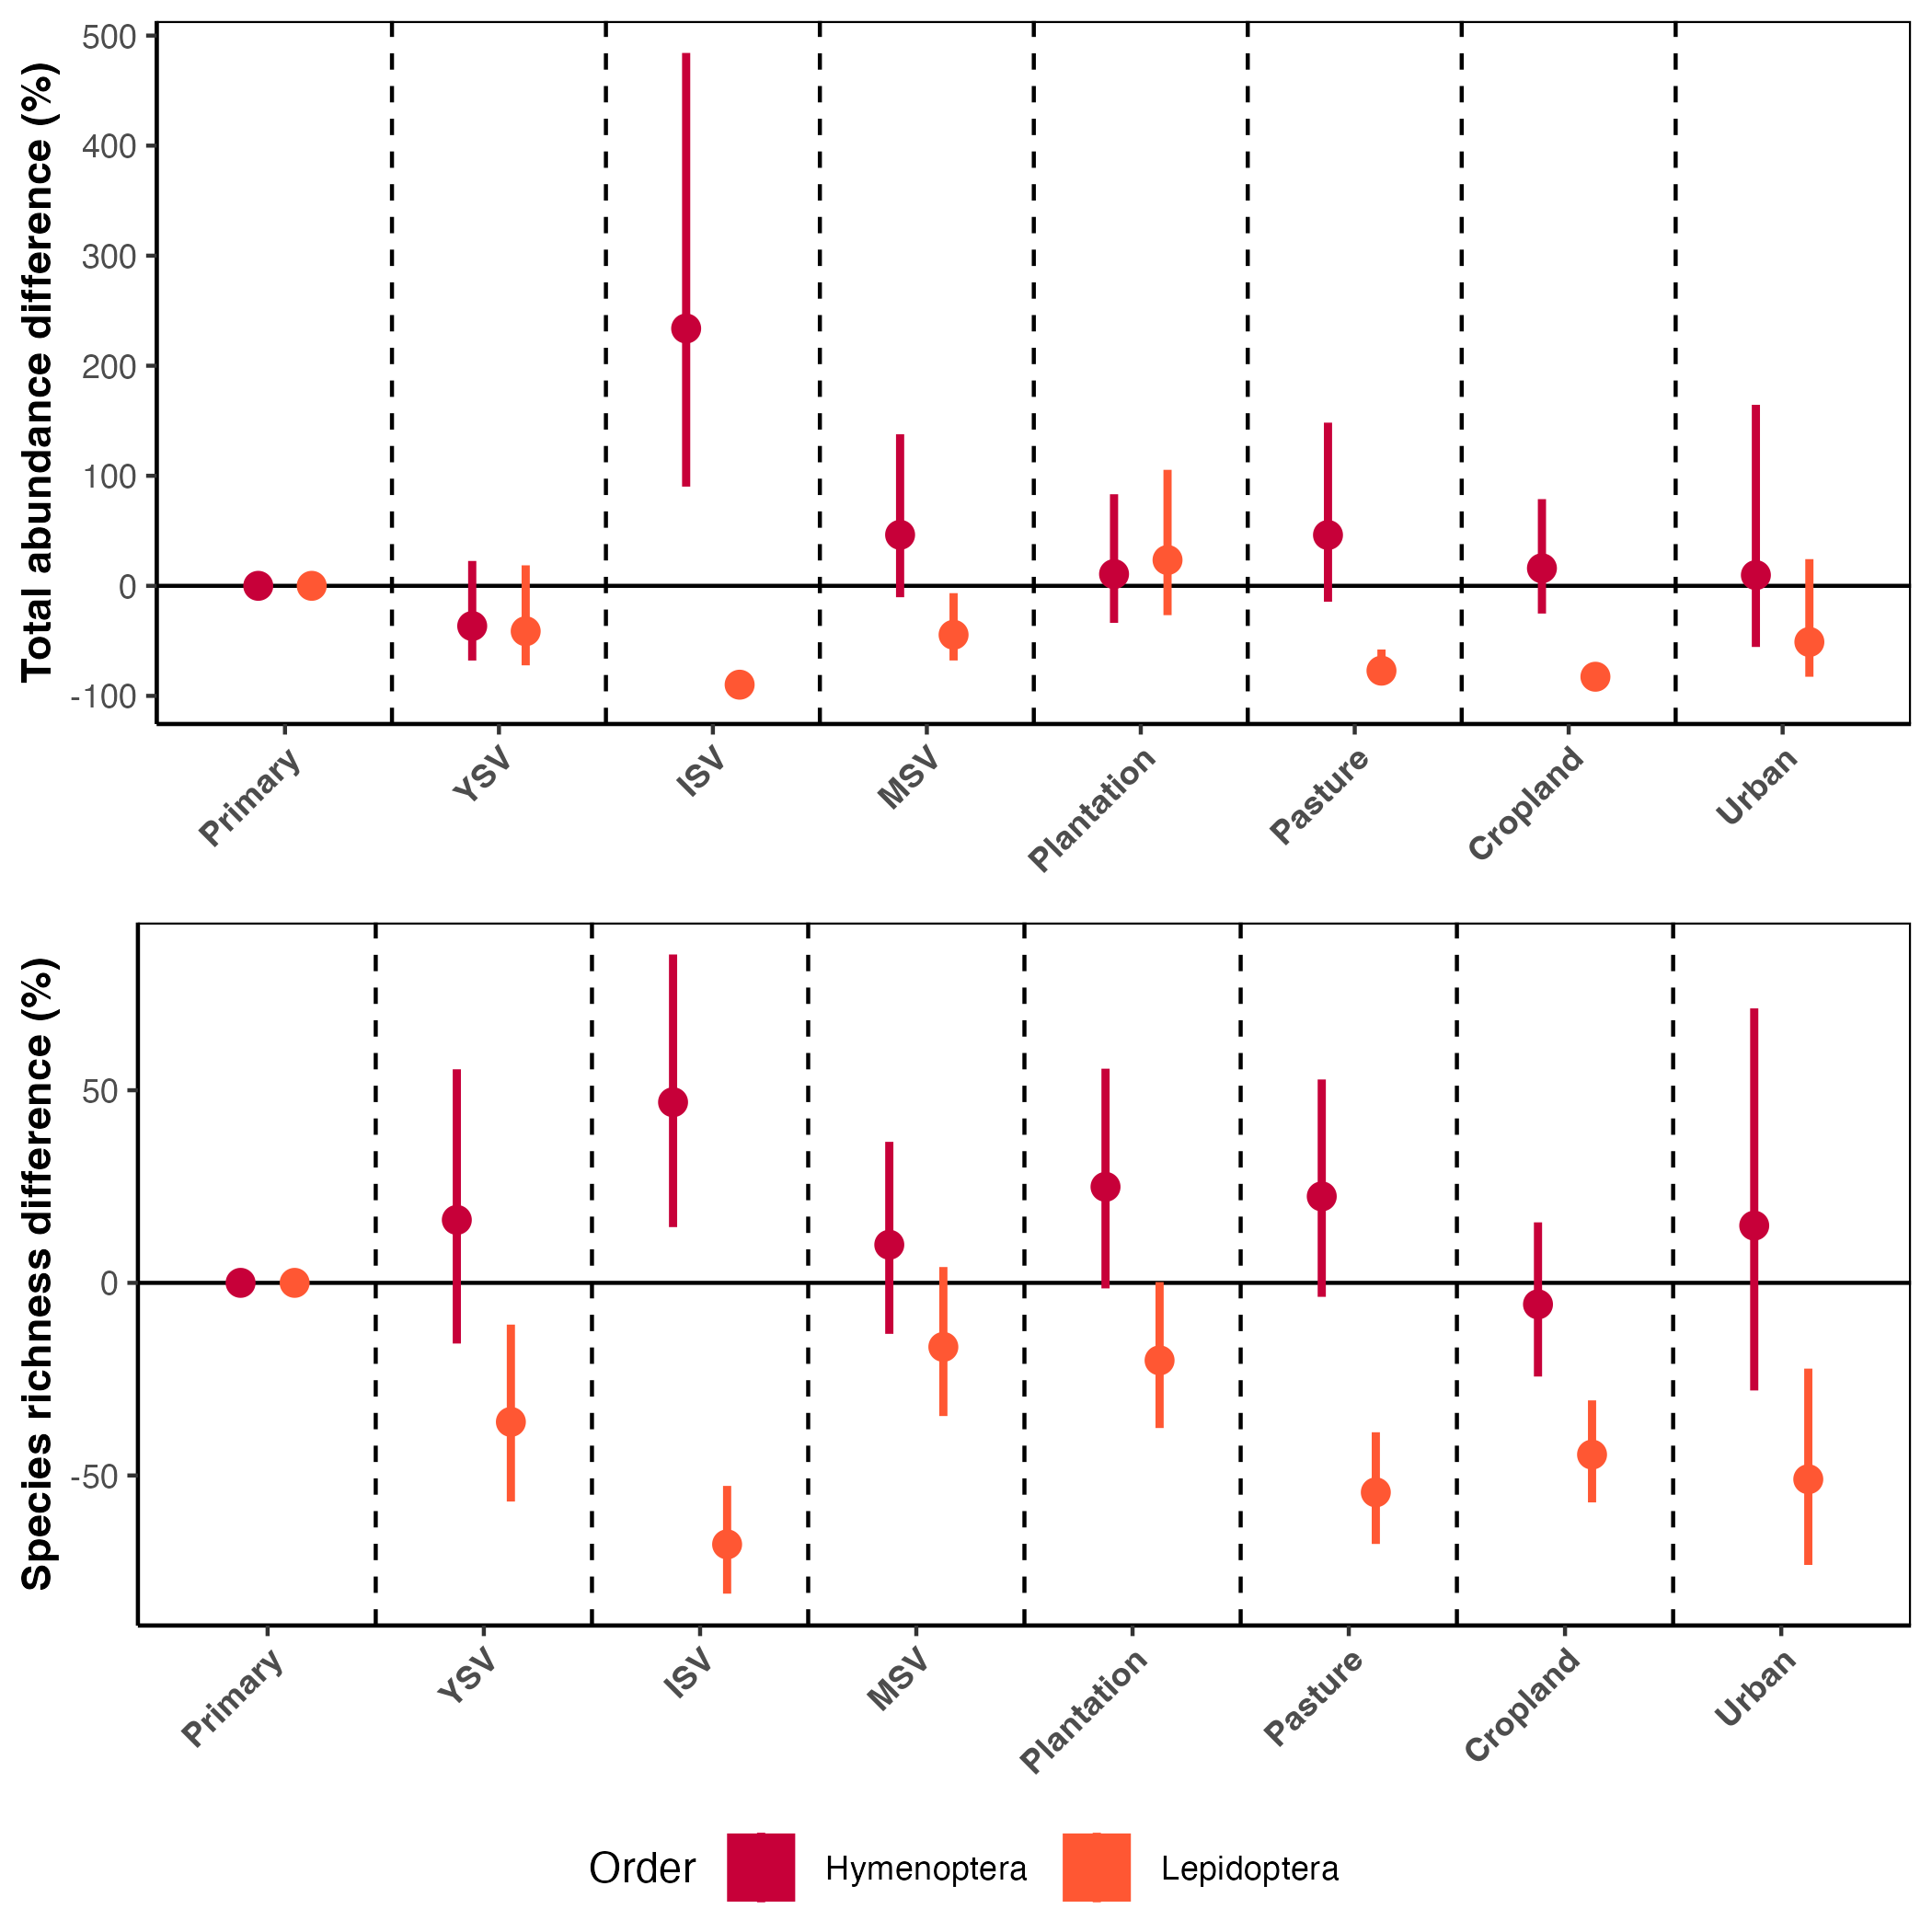 Total abundance difference (%)
500
400
300
200
100
0
-100
Primary
YSV
ISV
MSV
Plantation
Pasture
Cropland
Urban
Species richness difference (%)
50
0
-50
Primary
YSV
ISV
MSV
Plantation
Pasture
Cropland
Urban
Order Hymenoptera Lepidoptera